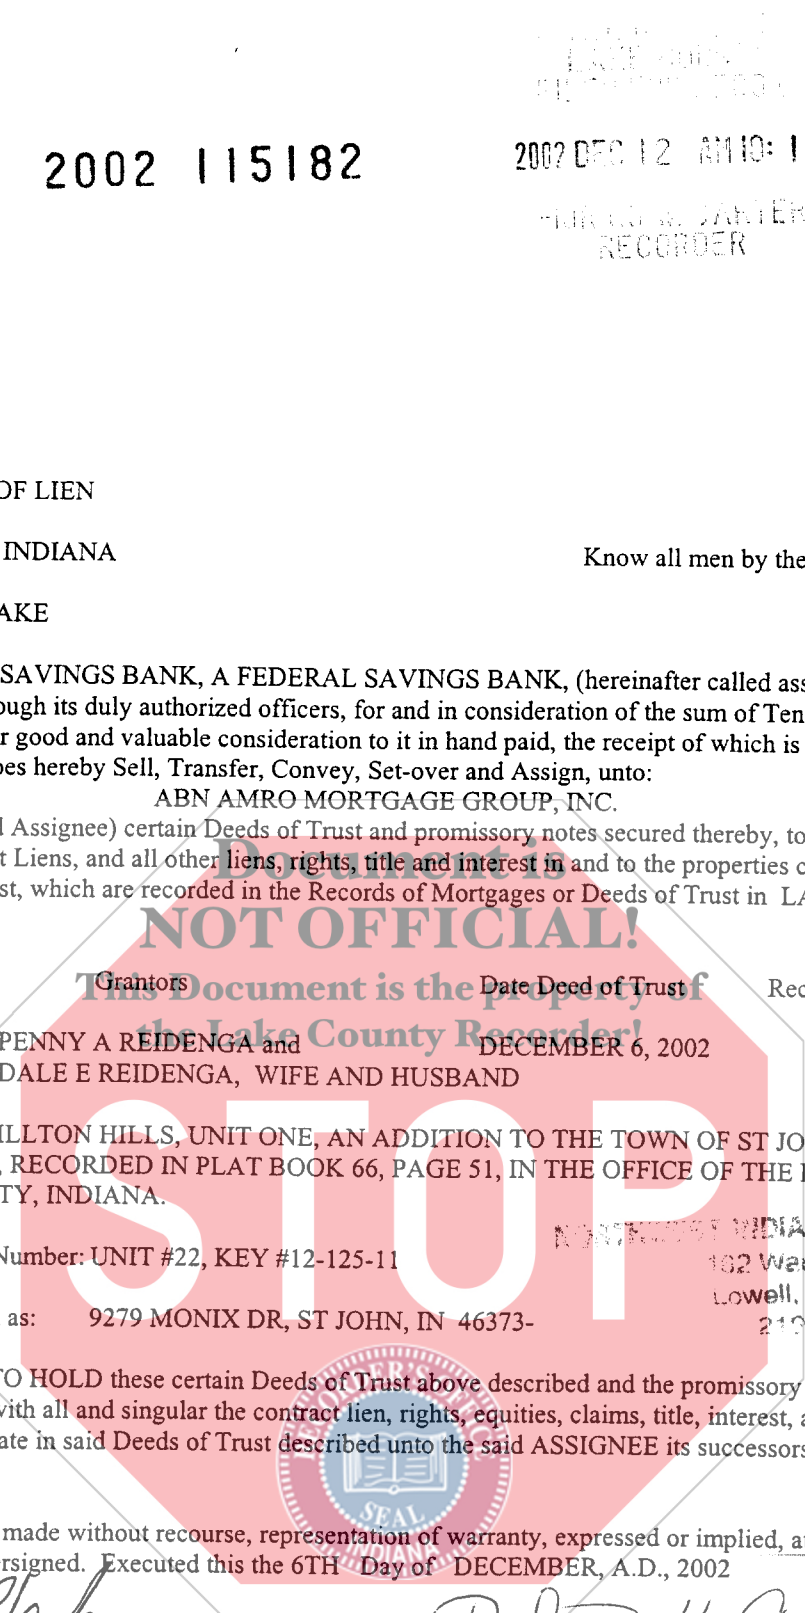 2002 115182
2002 DEC 12 AM 10: 1
RECORDER
OF LIEN
INDIANA
Know all men by the
AKE
SAVINGS BANK, A FEDERAL SAVINGS BANK, (hereinafter called ass
ough its duly authorized officers, for and in consideration of the sum of Ten
r good and valuable consideration to it in hand paid, the receipt of which is
oes hereby Sell, Transfer, Convey, Set-over and Assign, unto:
ABN AMRO MORTGAGE GROUP, INC.
l Assignee) certain Deeds of Trust and promissory notes secured thereby, to
Document is
t Liens, and all other liens, rights, title and interest in and to the properties c
st, which are recorded in the Records of Mortgages or Deeds of Trust in LA
NOT OFFICIAL!
This Document is the property of
Grantors Date Deed of Trust Rec
the Lake County Recorder!
PENNY A REIDENGA and DECEMBER 6, 2002
DALE E REIDENGA, WIFE AND HUSBAND
STOP
ILLTON HILLS, UNIT ONE, AN ADDITION TO THE TOWN OF ST JO
, RECORDED IN PLAT BOOK 66, PAGE 51, IN THE OFFICE OF THE
TY, INDIANA.
Number: UNIT #22, KEY #12-125-11
Lowell,
as: 9279 MONIX DR, ST JOHN, IN 46373-
219
TO HOLD these certain Deeds of Trust above described and the promissory
with all and singular the contract lien, rights, equities, claims, title, interest, a
ate in said Deeds of Trust described unto the said ASSIGNEE its successors
RECORDER'S OFFICE
SEAL
INDIANA
made without recourse, representation of warranty, expressed or implied, a
rsigned. Executed this the 6TH Day of DECEMBER, A.D., 2002